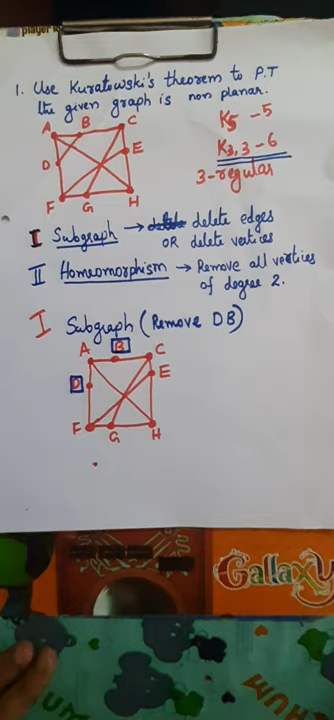 player
1. Use Kuratowski's theorem to P.T
the given graph is non planar.
A B C
D E
F G H
K5 - 5
K3,3 - 6
3-regular
I Subgraph → delete edges
OR delete vertices
II Homeomorphism → Remove all vertices
of degree 2.
I Subgraph (Remove DB)
A B C
D E
F G H
Galaxy